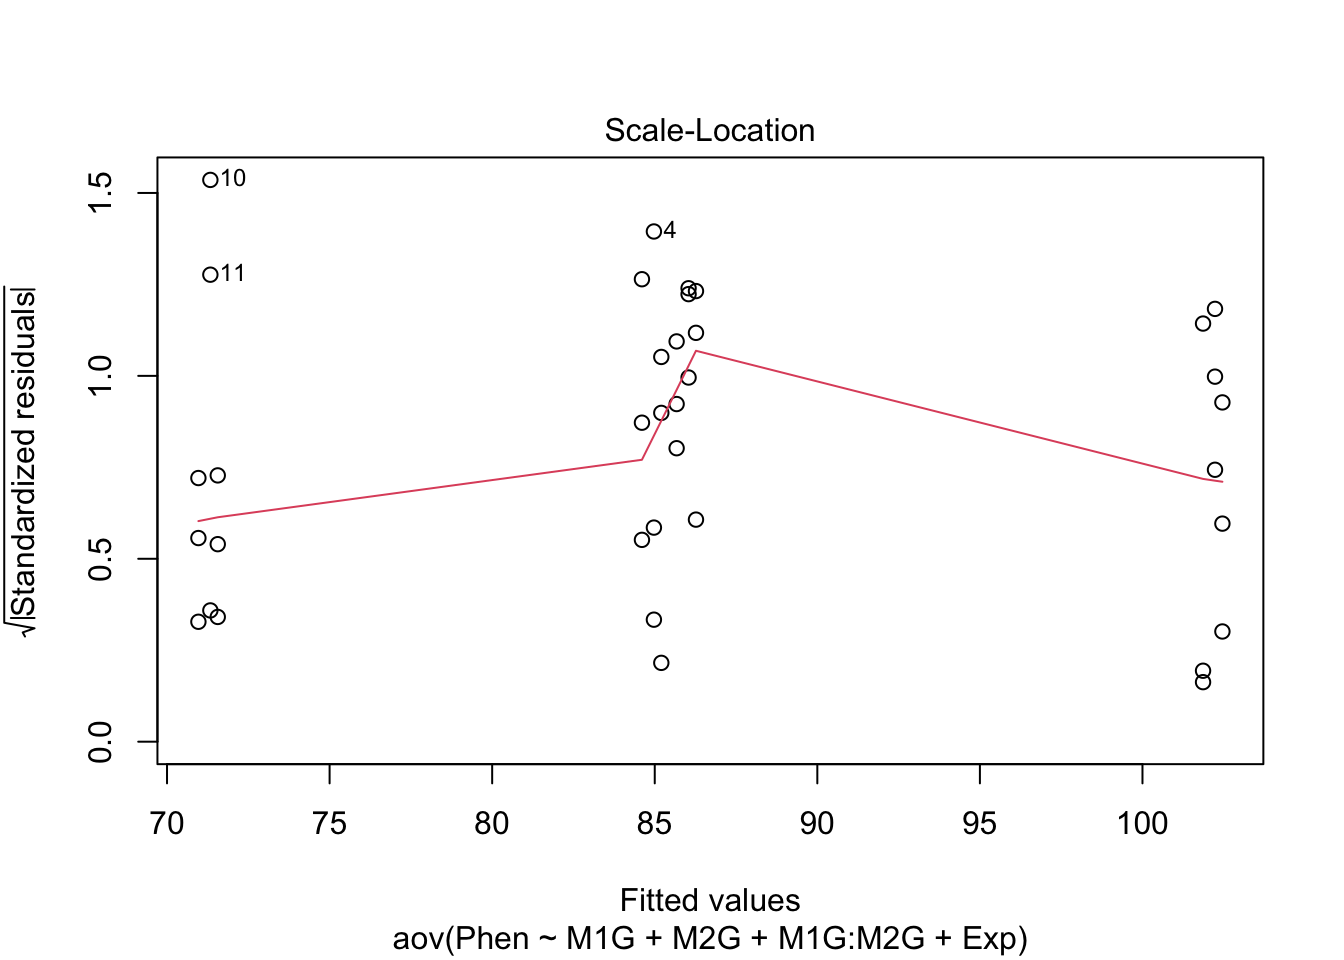 Scale-Location
√|Standardized residuals|
1.5
1.0
0.5
0.0
10
11
4
70 75 80 85 90 95 100
Fitted values
aov(Phen ~ M1G + M2G + M1G:M2G + Exp)